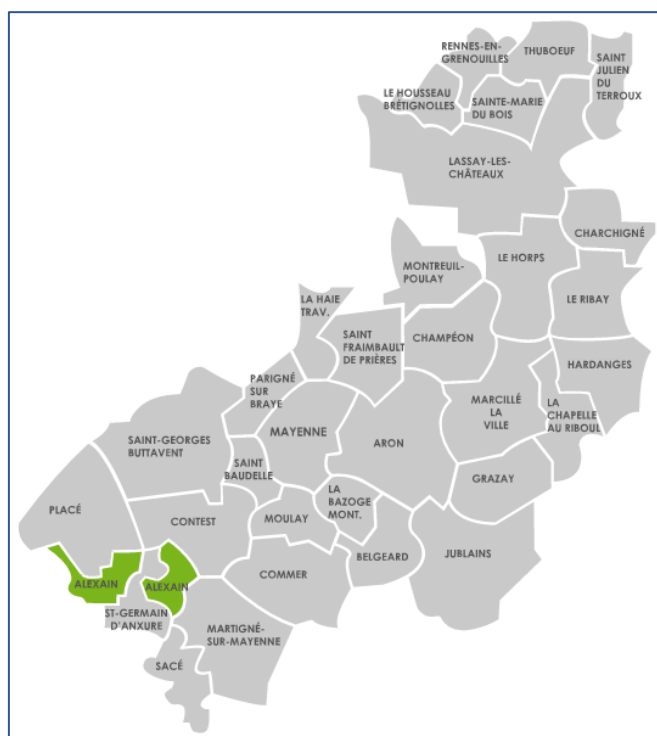 RENNES-EN-
GRENOUILLES
THUBOEUF
SAINT
JULIEN
DU
TERROUX
LE HOUSSEAU
BRÉTIGNOLLES
SAINTE-MARIE
DU BOIS
LASSAY-LES-
CHÂTEAUX
CHARCHIGNÉ
MONTREUIL-
POULAY
LE HORPS
LA HAIE
TRAV.
LE RIBAY
SAINT
FRAIMBAULT
DE PRIÈRES
CHAMPÉON
HARDANGES
PARIGNÉ
SUR
BRAYE
MARCILLÉ
LA
VILLE
LA
CHAPELLE
AU RIBOUL
MAYENNE
SAINT-GEORGES
BUTTAVENT
ARON
SAINT
BAUDELLE
GRAZAY
LA
BAZOGE
MONT.
PLACÉ
CONTEST
MOULAY
BELGEARD
JUBLAINS
COMMER
ALEXAIN
ALEXAIN
ST-GERMAIN
D'ANXURE
MARTIGNÉ-
SUR-MAYENNE
SACÉ